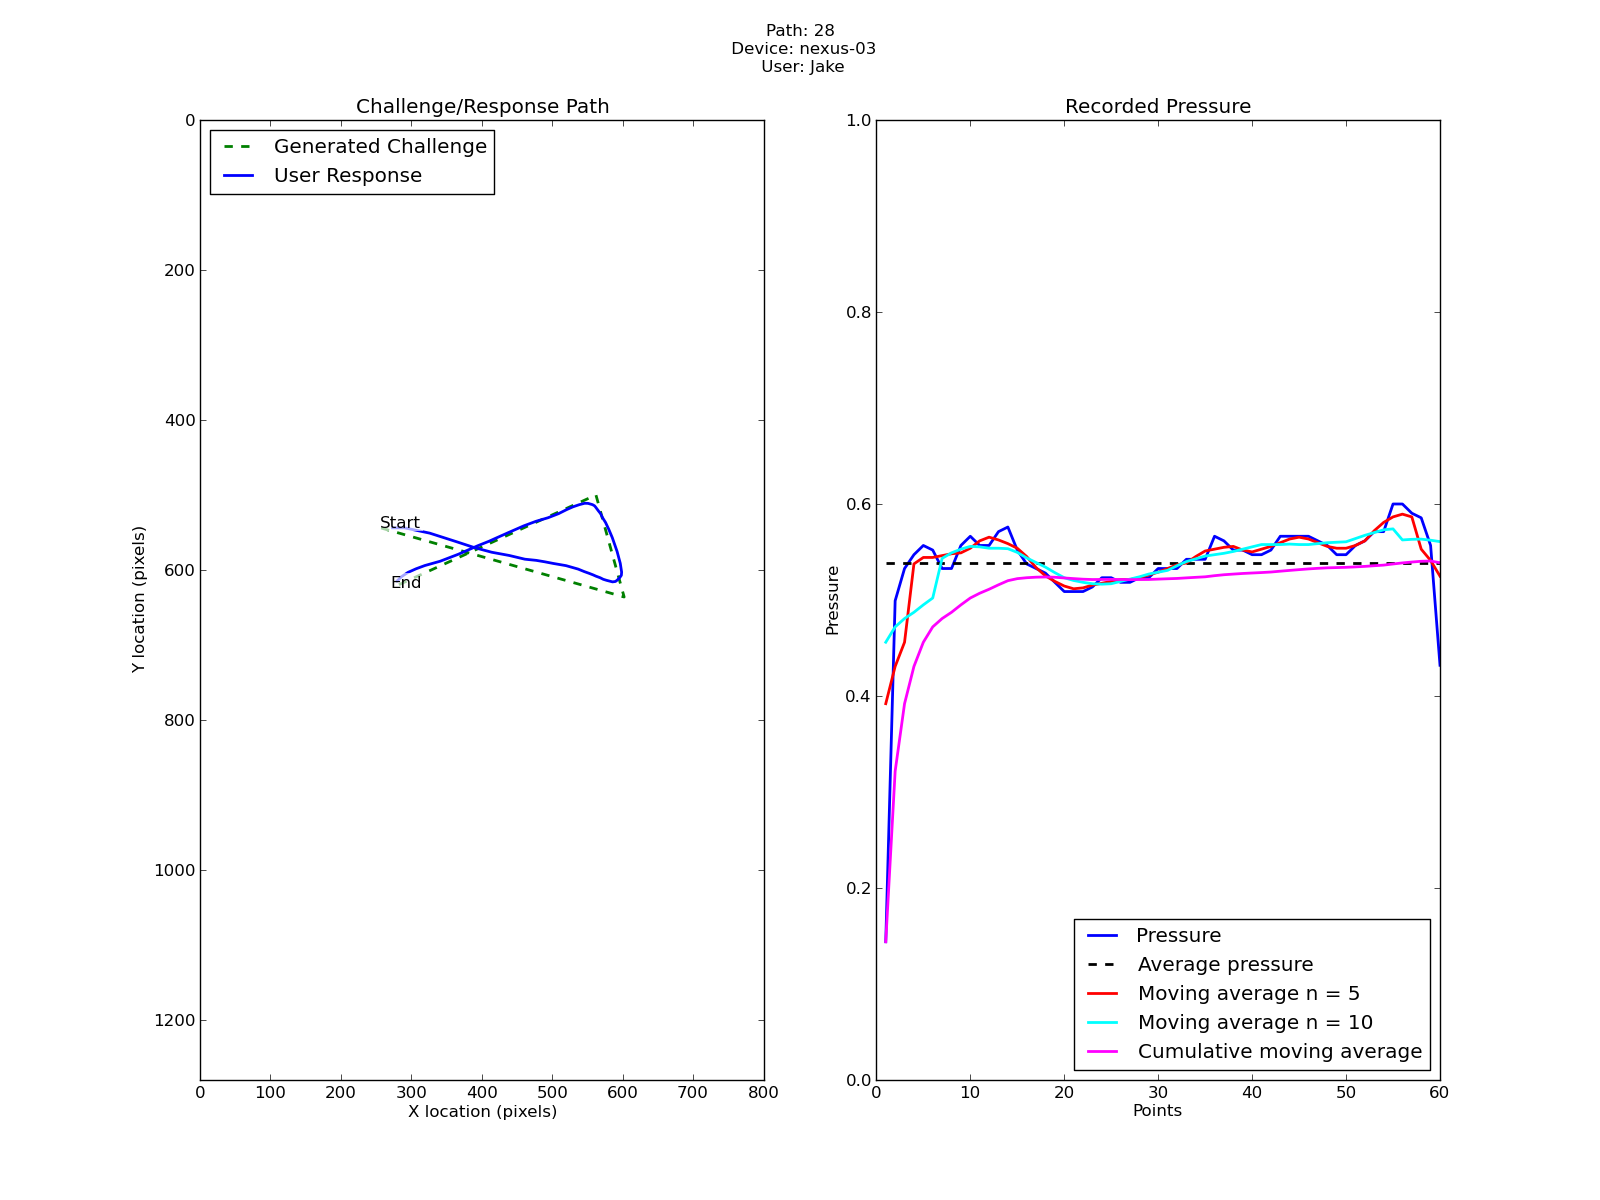 Path: 28
Device: nexus-03
User: Jake
Challenge/Response Path
Generated Challenge
User Response
Start
End
0
200
400
600
800
1000
1200
Y location (pixels)
0 100 200 300 400 500 600 700 800
X location (pixels)
Recorded Pressure
1.0
0.8
0.6
0.4
0.2
0.0
Pressure
Pressure
Average pressure
Moving average n = 5
Moving average n = 10
Cumulative moving average
0 10 20 30 40 50 60
Points